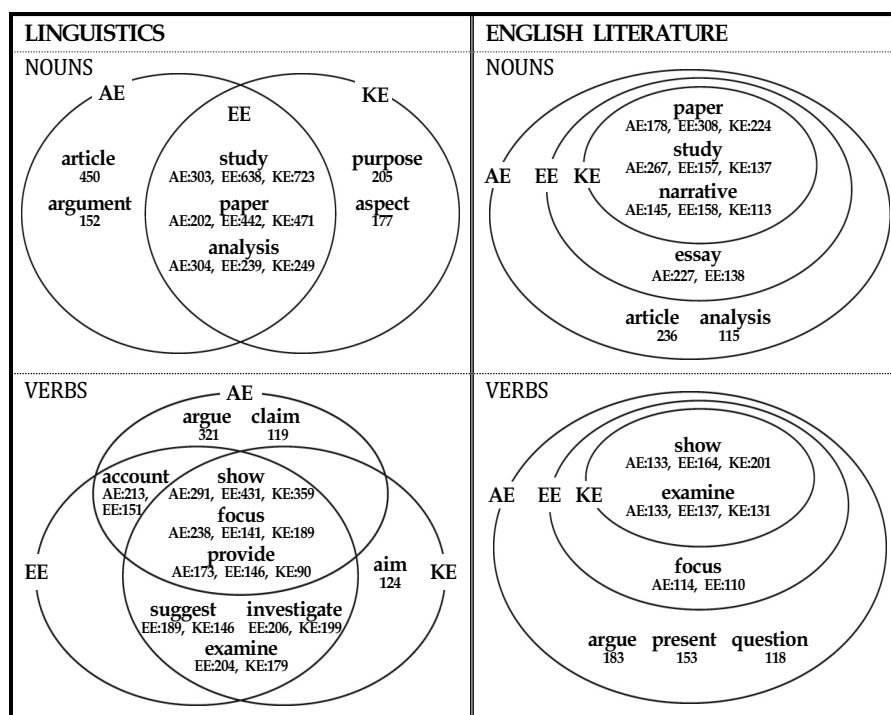 LINGUISTICS
NOUNS
AE
EE
KE
article
450
argument
152
study
AE:303, EE:638, KE:723
paper
AE:202, EE:442, KE:471
analysis
AE:304, EE:239, KE:249
purpose
205
aspect
177
ENGLISH LITERATURE
NOUNS
AE EE KE
paper
AE:178, EE:308, KE:224
study
AE:267, EE:157, KE:137
narrative
AE:145, EE:158, KE:113
essay
AE:227, EE:138
article analysis
236 115
VERBS
AE
argue claim
321 119
account
AE:213,
EE:151
show
AE:291, EE:431, KE:359
focus
AE:238, EE:141, KE:189
provide
AE:173, EE:146, KE:90
EE
aim
124
KE
suggest investigate
EE:189, KE:146 EE:206, KE:199
examine
EE:204, KE:179
VERBS
AE EE KE
show
AE:133, EE:164, KE:201
examine
AE:133, EE:137, KE:131
focus
AE:114, EE:110
argue present question
183 153 118